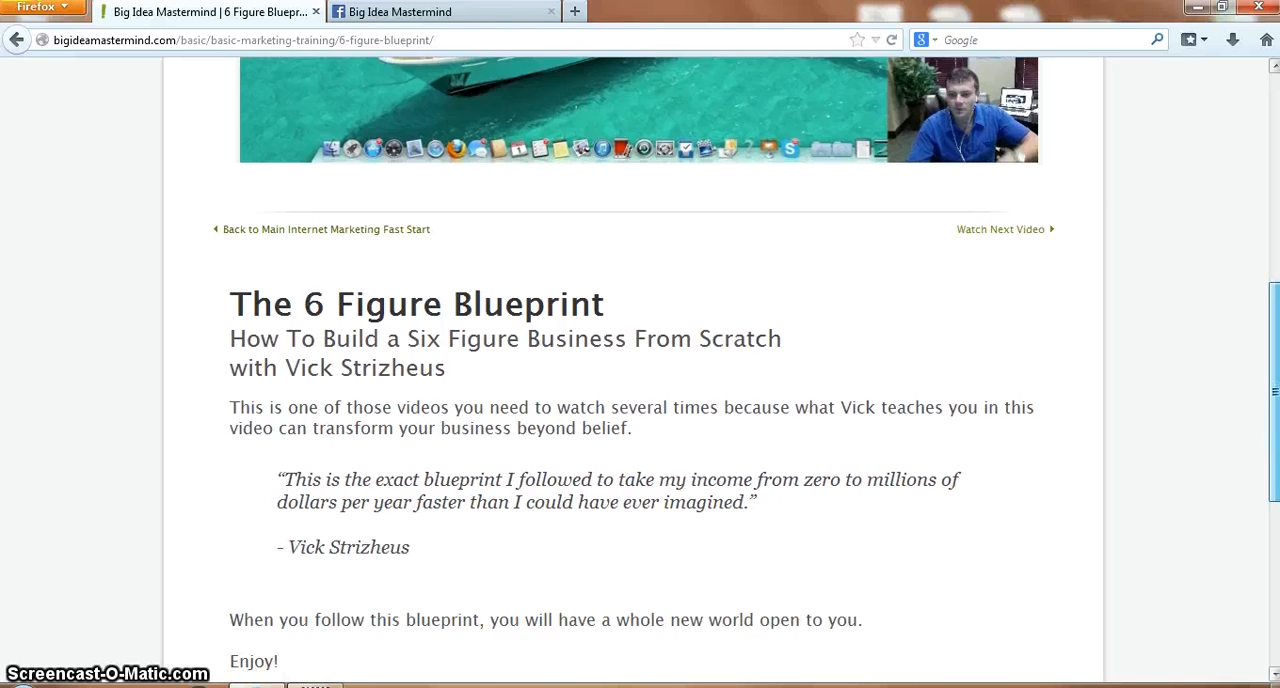 Firefox
Big Idea Mastermind | 6 Figure Bluepr...
Big Idea Mastermind
bigideamastermind.com/basic/basic-marketing-training/6-figure-blueprint/
Google
Back to Main Internet Marketing Fast Start
Watch Next Video
The 6 Figure Blueprint
How To Build a Six Figure Business From Scratch
with Vick Strizheus
This is one of those videos you need to watch several times because what Vick teaches you in this
video can transform your business beyond belief.
“This is the exact blueprint I followed to take my income from zero to millions of
dollars per year faster than I could have ever imagined.”
- Vick Strizheus
When you follow this blueprint, you will have a whole new world open to you.
Enjoy!
Screencast-O-Matic.com